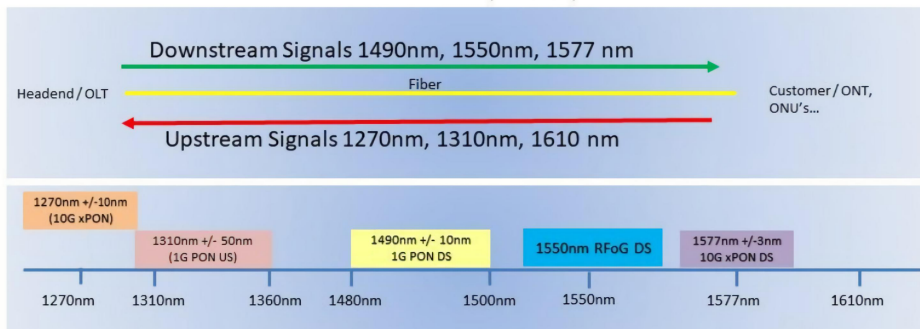 Downstream Signals 1490nm, 1550nm, 1577 nm
Headend / OLT
Fiber
Customer / ONT,
ONU's...
Upstream Signals 1270nm, 1310nm, 1610 nm
1270nm +/-10nm
(10G xPON)
1310nm +/- 50nm
(1G PON US)
1490nm +/- 10nm
1G PON DS
1550nm RFoG DS
1577nm +/-3nm
10G xPON DS
1270nm
1310nm
1360nm
1480nm
1500nm
1550nm
1577nm
1610nm